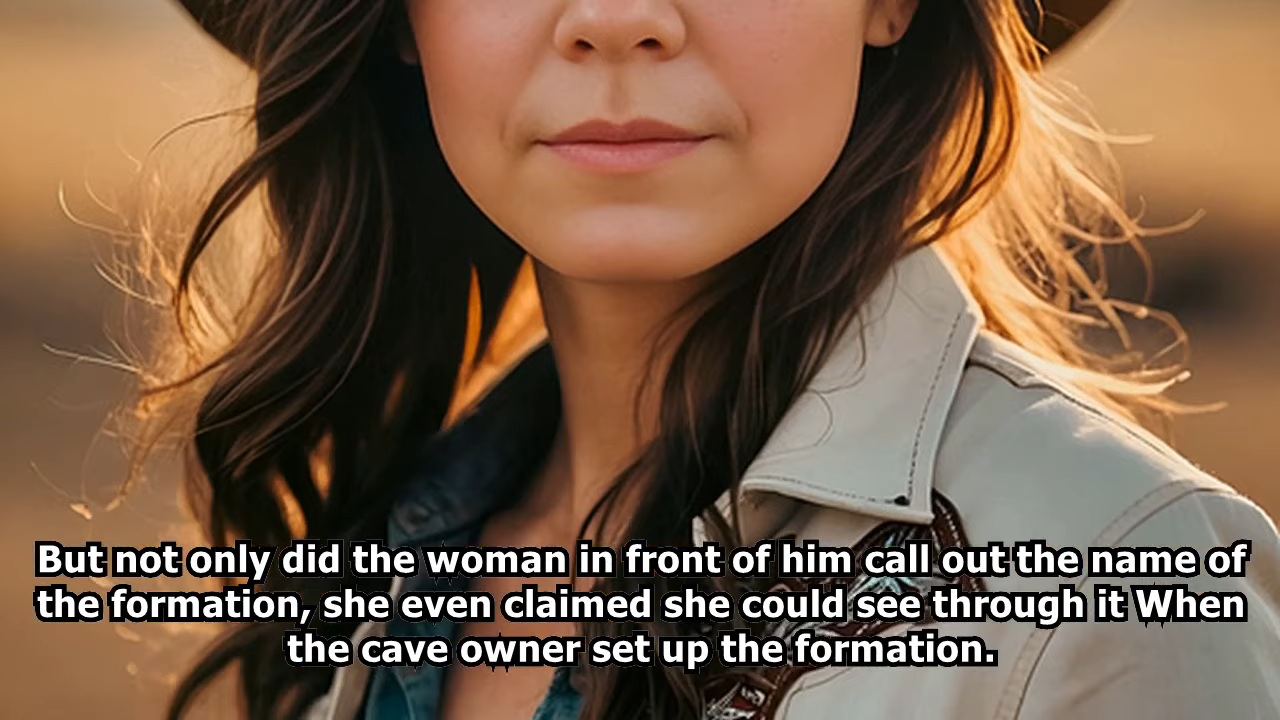 But not only did the woman in front of him call out the name of
the formation, she even claimed she could see through it When
the cave owner set up the formation.